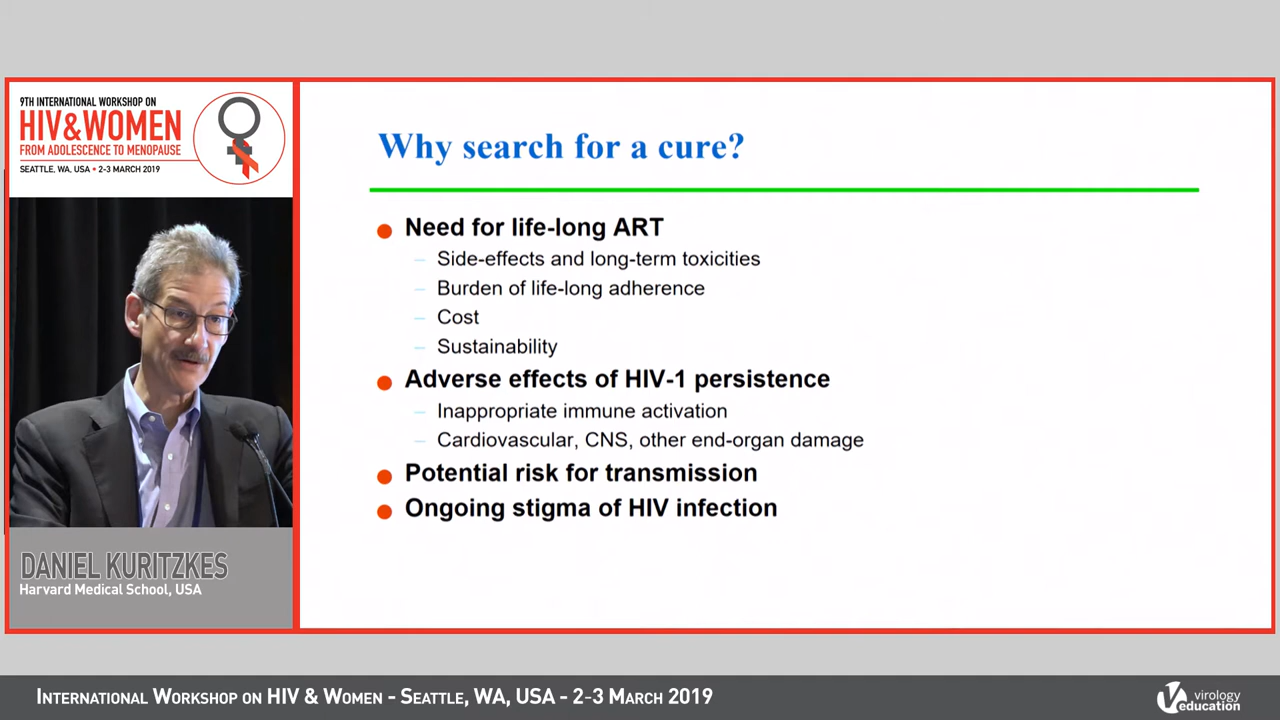 9TH INTERNATIONAL WORKSHOP ON
HIV&WOMEN
FROM ADOLESCENCE TO MENOPAUSE
SEATTLE, WA, USA • 2-3 MARCH 2019
Why search for a cure?
Need for life-long ART
– Side-effects and long-term toxicities
– Burden of life-long adherence
– Cost
– Sustainability
Adverse effects of HIV-1 persistence
– Inappropriate immune activation
– Cardiovascular, CNS, other end-organ damage
Potential risk for transmission
Ongoing stigma of HIV infection
DANIEL KURITZKES
Harvard Medical School, USA
INTERNATIONAL WORKSHOP ON HIV & WOMEN - SEATTLE, WA, USA - 2-3 MARCH 2019
virology
education